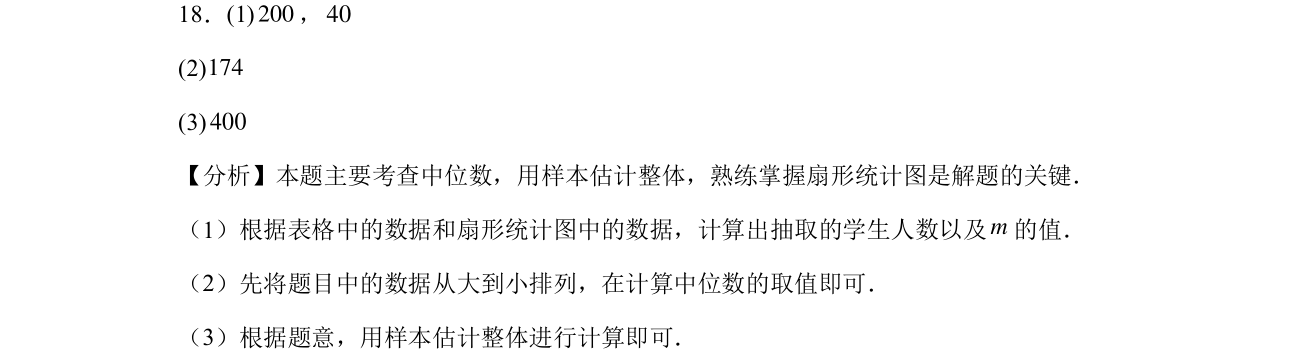 18．(1)200，40
(2)174
(3)400
【分析】本题主要考查中位数，用样本估计整体，熟练掌握扇形统计图是解题的关键．
（1）根据表格中的数据和扇形统计图中的数据，计算出抽取的学生人数以及m的值．
（2）先将题目中的数据从大到小排列，在计算中位数的取值即可．
（3）根据题意，用样本估计整体进行计算即可．